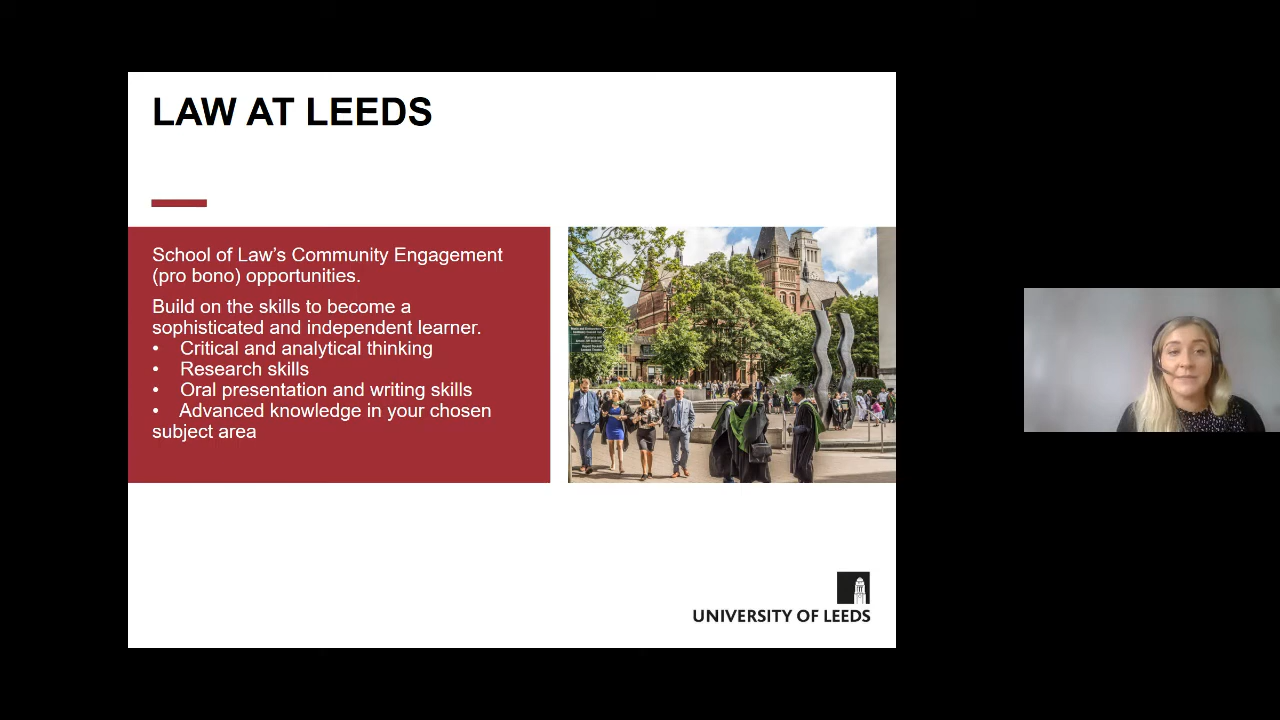 LAW AT LEEDS
School of Law's Community Engagement
(pro bono) opportunities.
Build on the skills to become a
sophisticated and independent learner.
• Critical and analytical thinking
• Research skills
• Oral presentation and writing skills
• Advanced knowledge in your chosen
subject area
UNIVERSITY OF LEEDS